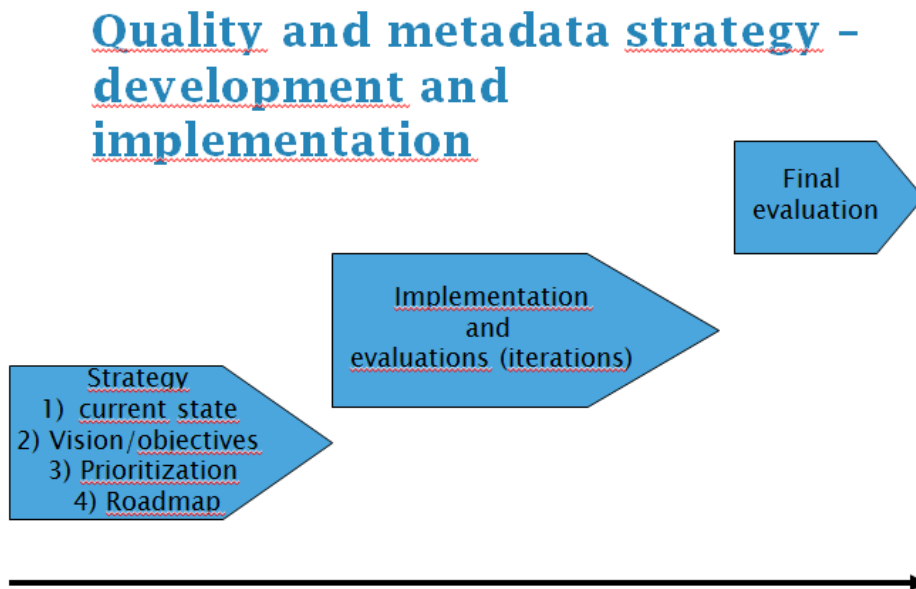 Quality and metadata strategy –
development and
implementation
Final
evaluation
Implementation
and
evaluations (iterations)
Strategy
1) current state
2) Vision/objectives
3) Prioritization
4) Roadmap